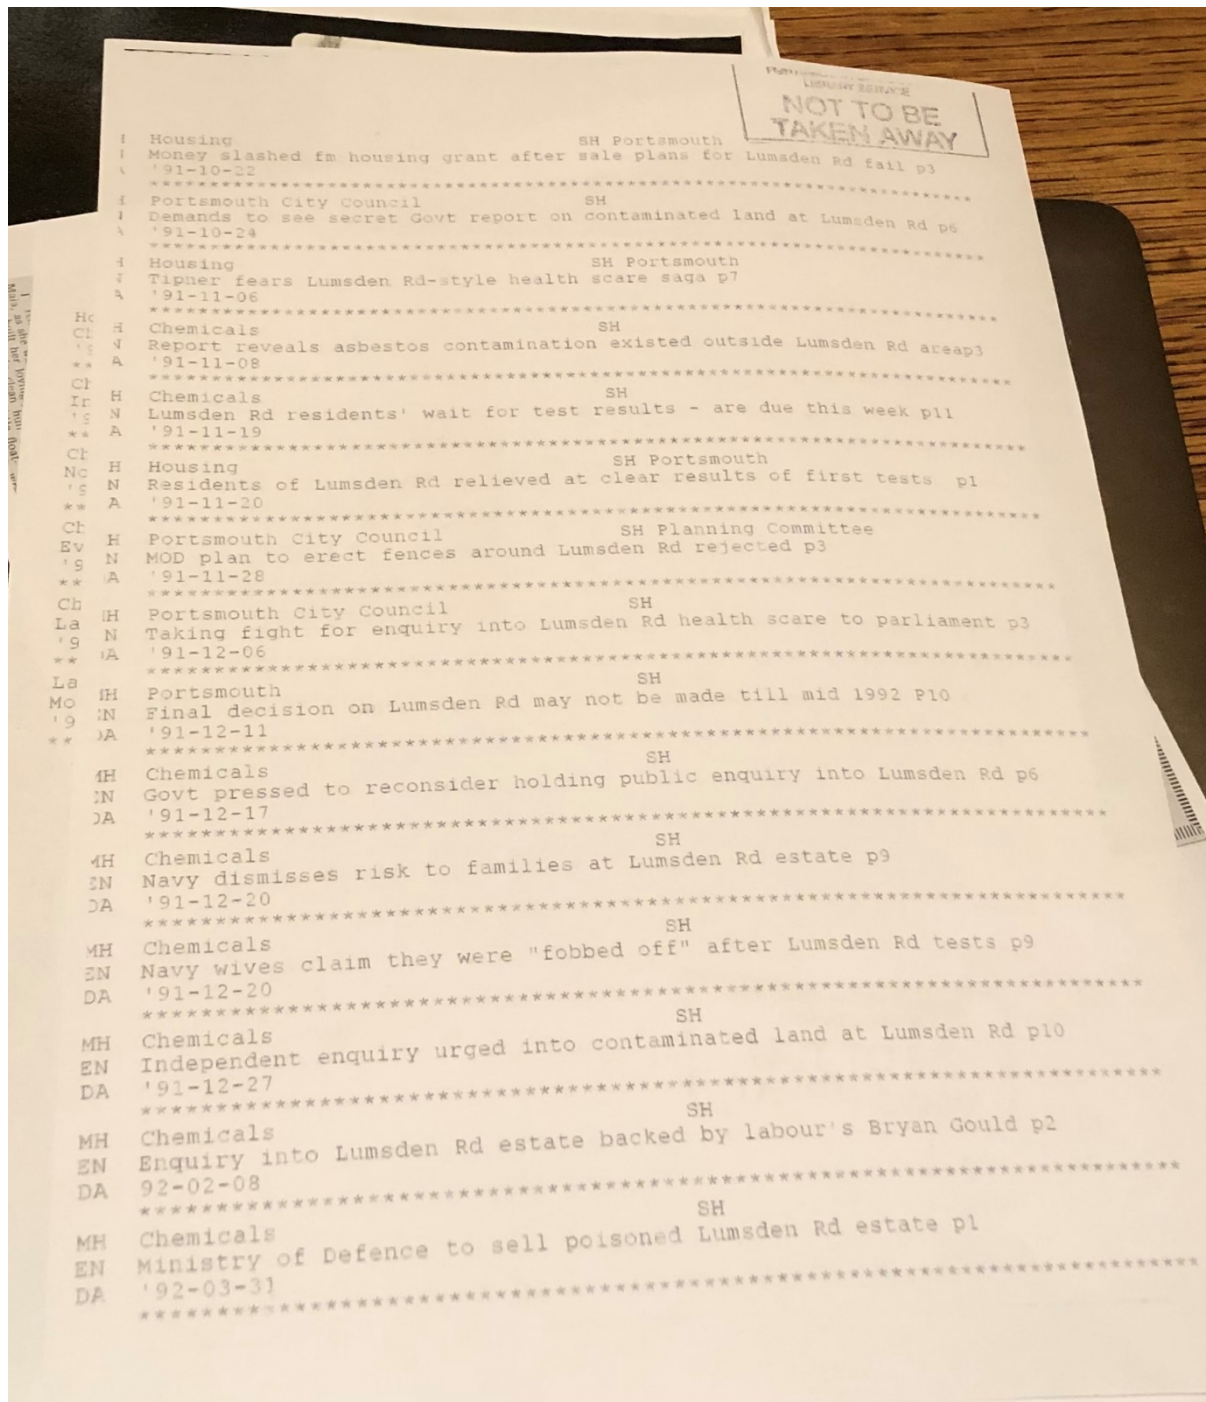 LIBRARY SERVICE
NOT TO BE
TAKEN AWAY
Housing SH Portsmouth
Money slashed fm housing grant after sale plans for Lumsden Rd fail p3
'91-10-22
************************************************************************
Portsmouth City Council SH
Demands to see secret Govt report on contaminated land at Lumsden Rd p6
'91-10-24
************************************************************************
H Housing SH Portsmouth
Tipner fears Lumsden Rd-style health scare saga p7
A '91-11-06
************************************************************************
H Chemicals SH
N Report reveals asbestos contamination existed outside Lumsden Rd areap3
A '91-11-08
************************************************************************
H Chemicals SH
N Lumsden Rd residents' wait for test results - are due this week p11
A '91-11-19
************************************************************************
H Housing SH Portsmouth
N Residents of Lumsden Rd relieved at clear results of first tests p1
A '91-11-20
************************************************************************
H Portsmouth City Council SH Planning Committee
N MOD plan to erect fences around Lumsden Rd rejected p3
A '91-11-28
************************************************************************
H Portsmouth City Council SH
N Taking fight for enquiry into Lumsden Rd health scare to parliament p3
A '91-12-06
************************************************************************
MH Portsmouth SH
EN Final decision on Lumsden Rd may not be made till mid 1992 P10
DA '91-12-11
************************************************************************
MH Chemicals SH
EN Govt pressed to reconsider holding public enquiry into Lumsden Rd p6
DA '91-12-17
************************************************************************
MH Chemicals SH
EN Navy dismisses risk to families at Lumsden Rd estate p9
DA '91-12-20
************************************************************************
MH Chemicals SH
EN Navy wives claim they were "fobbed off" after Lumsden Rd tests p9
DA '91-12-20
************************************************************************
MH Chemicals SH
EN Independent enquiry urged into contaminated land at Lumsden Rd p10
DA '91-12-27
************************************************************************
MH Chemicals SH
EN Enquiry into Lumsden Rd estate backed by labour's Bryan Gould p2
DA 92-02-08
************************************************************************
MH Chemicals SH
EN Ministry of Defence to sell poisoned Lumsden Rd estate p1
DA '92-03-31
************************************************************************